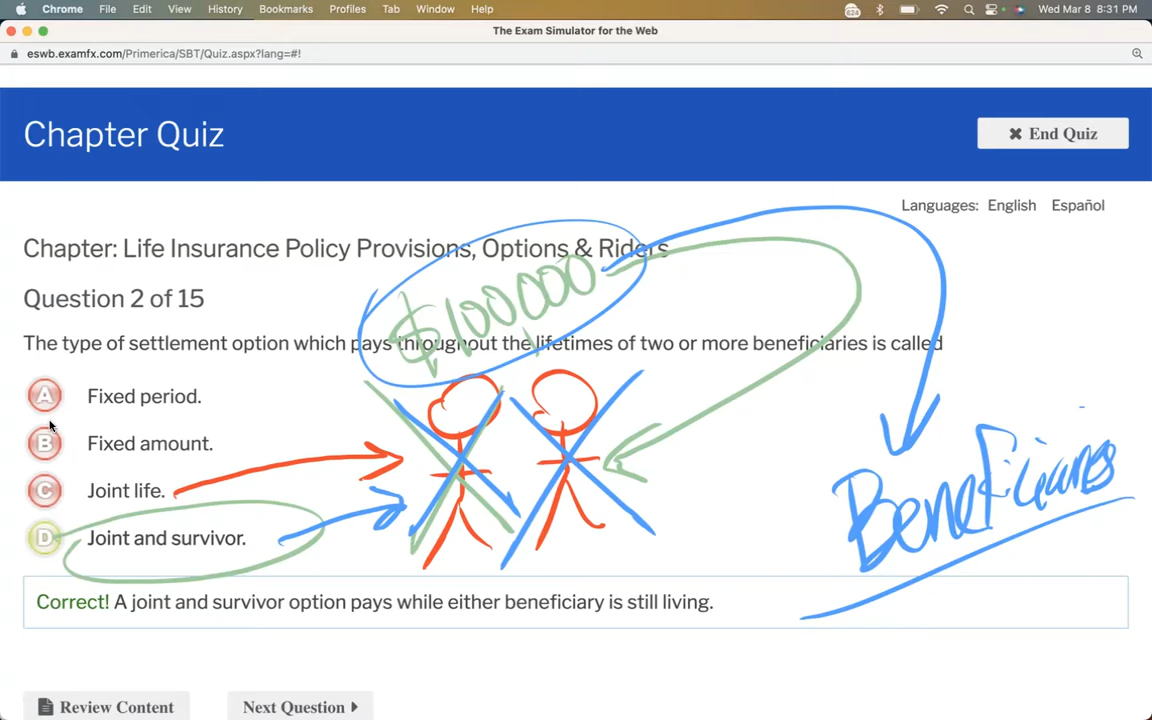 Chrome File Edit View History Bookmarks Profiles Tab Window Help 624 Wed Mar 8 8:31 PM
The Exam Simulator for the Web
eswb.examfx.com/Primerica/SBT/Quiz.aspx?lang=#!
Chapter Quiz
✖ End Quiz
Languages: English Español
Chapter: Life Insurance Policy Provisions, Options & Riders
$100,000
Question 2 of 15
The type of settlement option which pays throughout the lifetimes of two or more beneficiaries is called
A Fixed period.
B Fixed amount.
C Joint life.
D Joint and survivor.
Beneficiaries
Correct! A joint and survivor option pays while either beneficiary is still living.
Review Content
Next Question